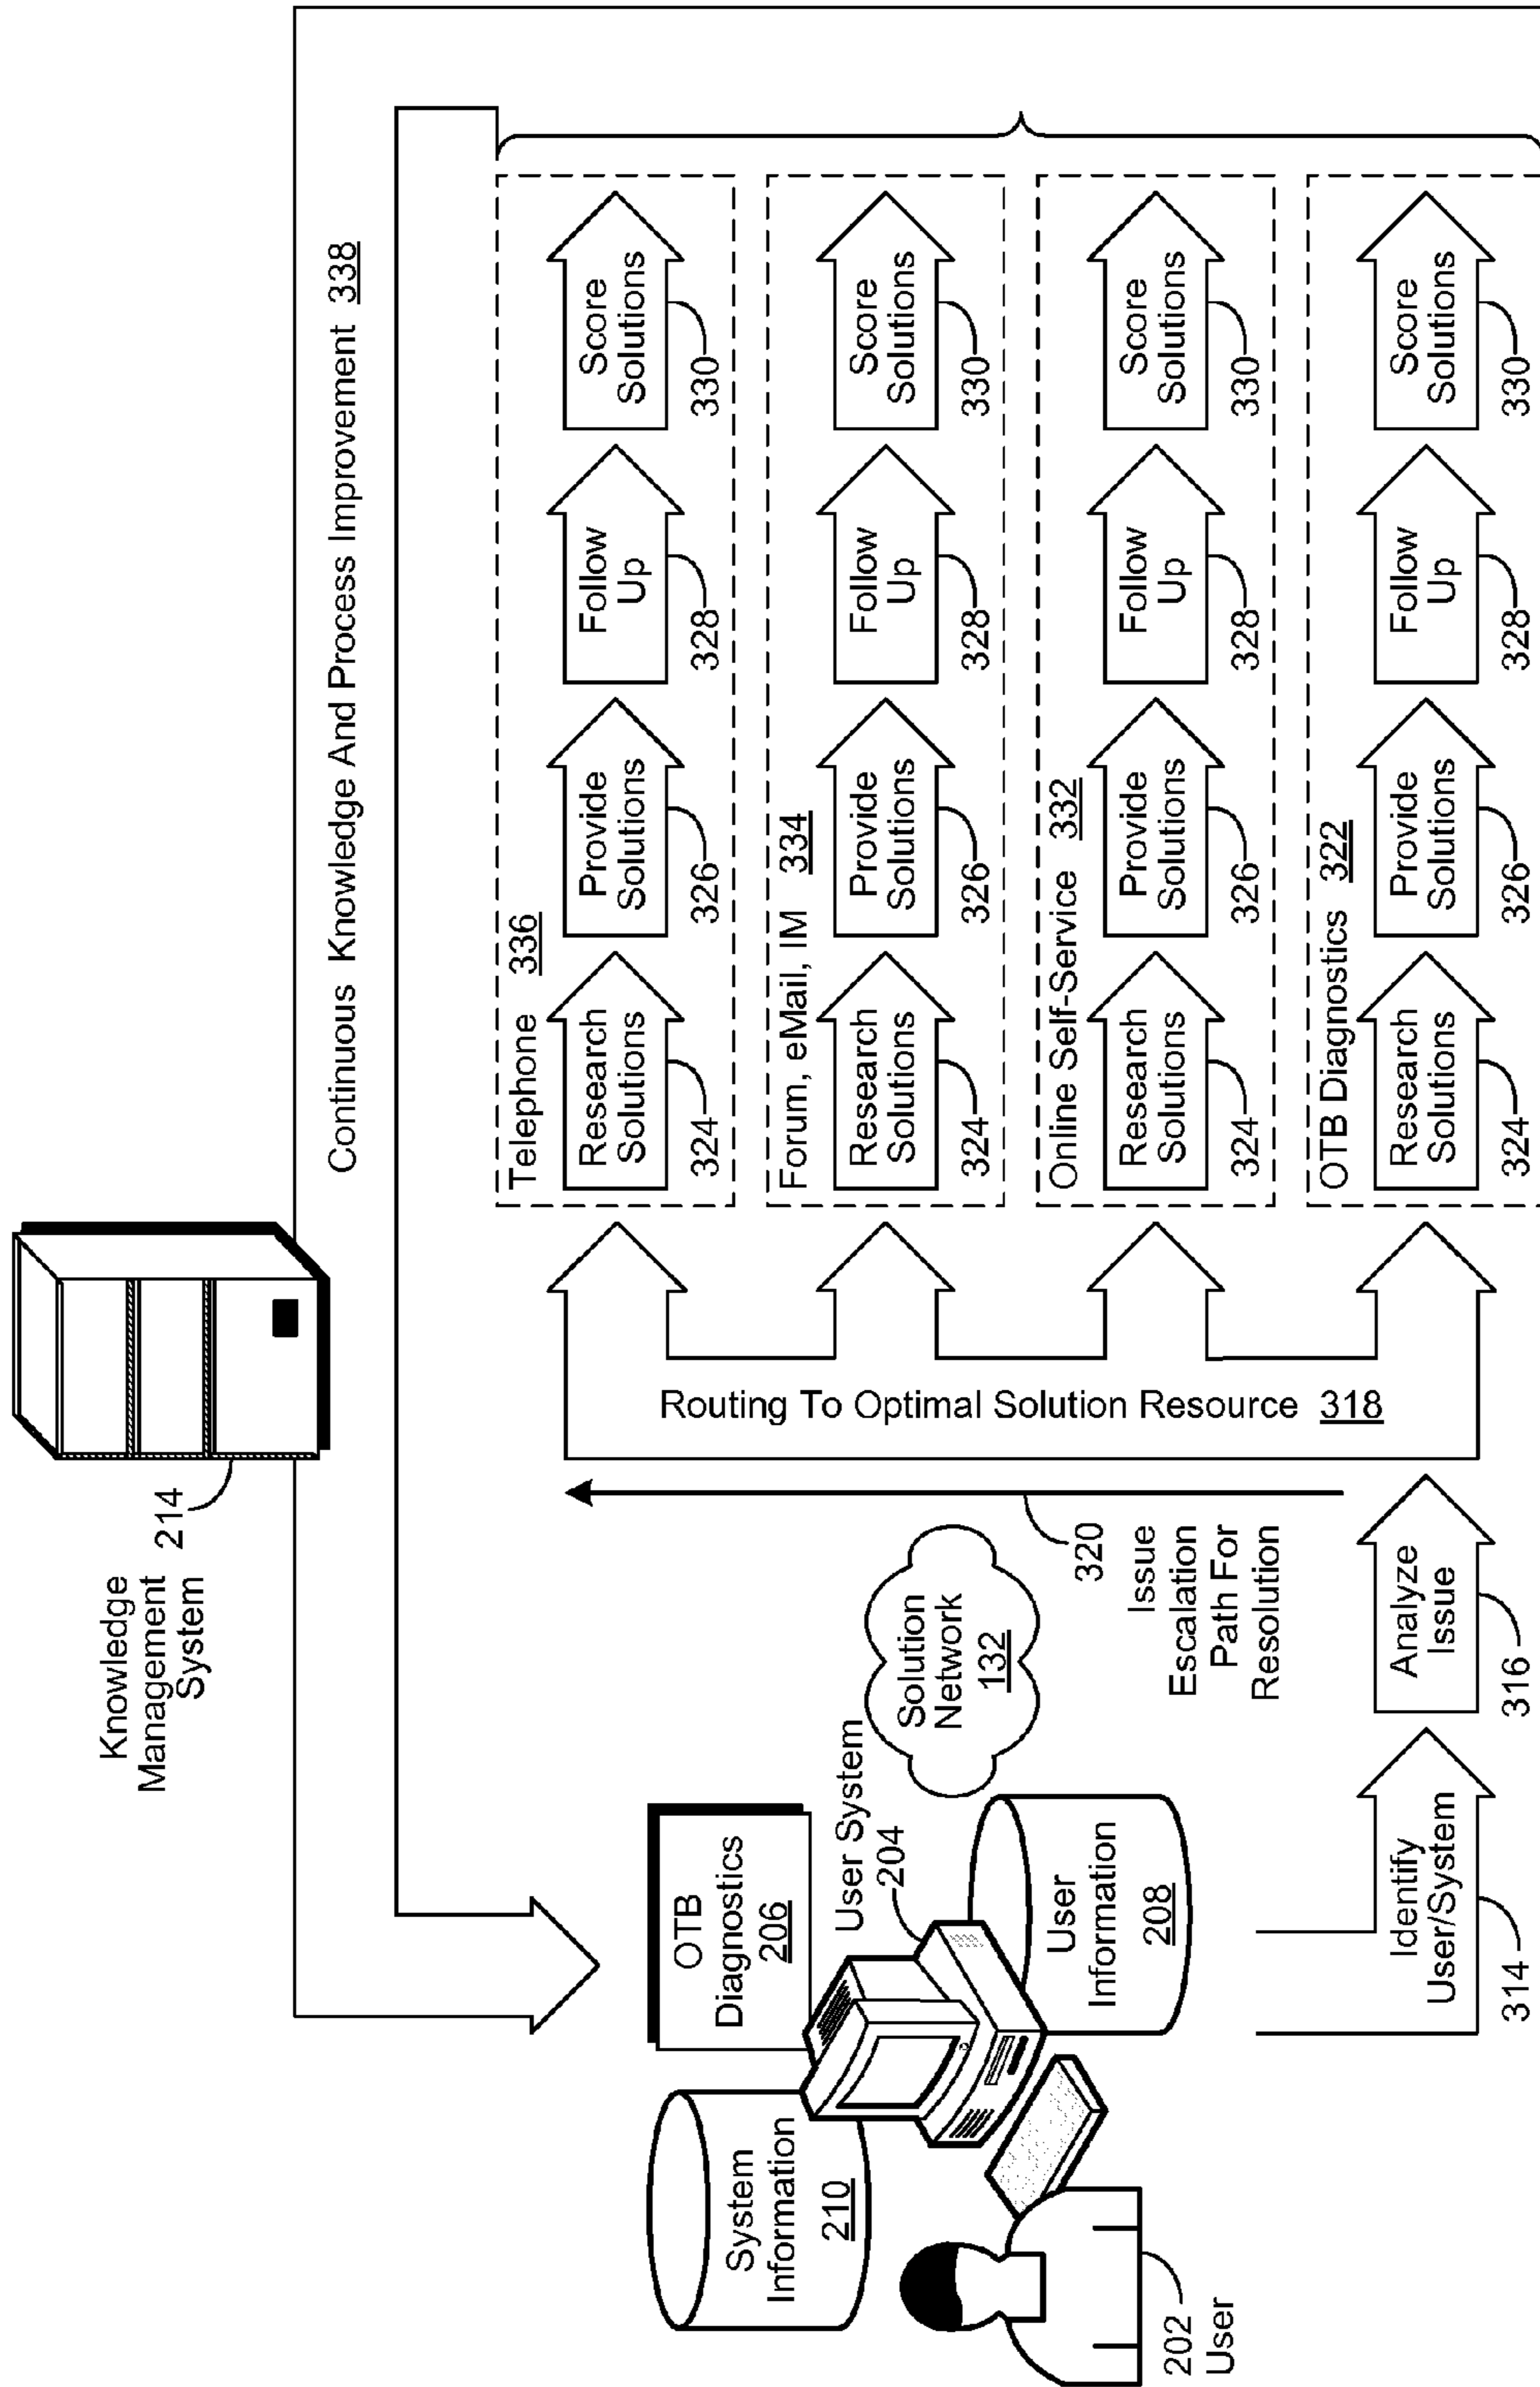 Knowledge
Management
System
214
Continuous Knowledge And Process Improvement 338
System
Information
210
OTB
Diagnostics
206
User System
204
User
Information
208
202
User
Solution
Network
132
320
Issue
Escalation
Path For
Resolution
Identify
User/System
314
Analyze
Issue
316
Routing To Optimal Solution Resource 318
Telephone 336
Research
Solutions
324
Provide
Solutions
326
Follow
Up
328
Score
Solutions
330
Forum, eMail, IM 334
Research
Solutions
324
Provide
Solutions
326
Follow
Up
328
Score
Solutions
330
Online Self-Service 332
Research
Solutions
324
Provide
Solutions
326
Follow
Up
328
Score
Solutions
330
OTB Diagnostics 322
Research
Solutions
324
Provide
Solutions
326
Follow
Up
328
Score
Solutions
330